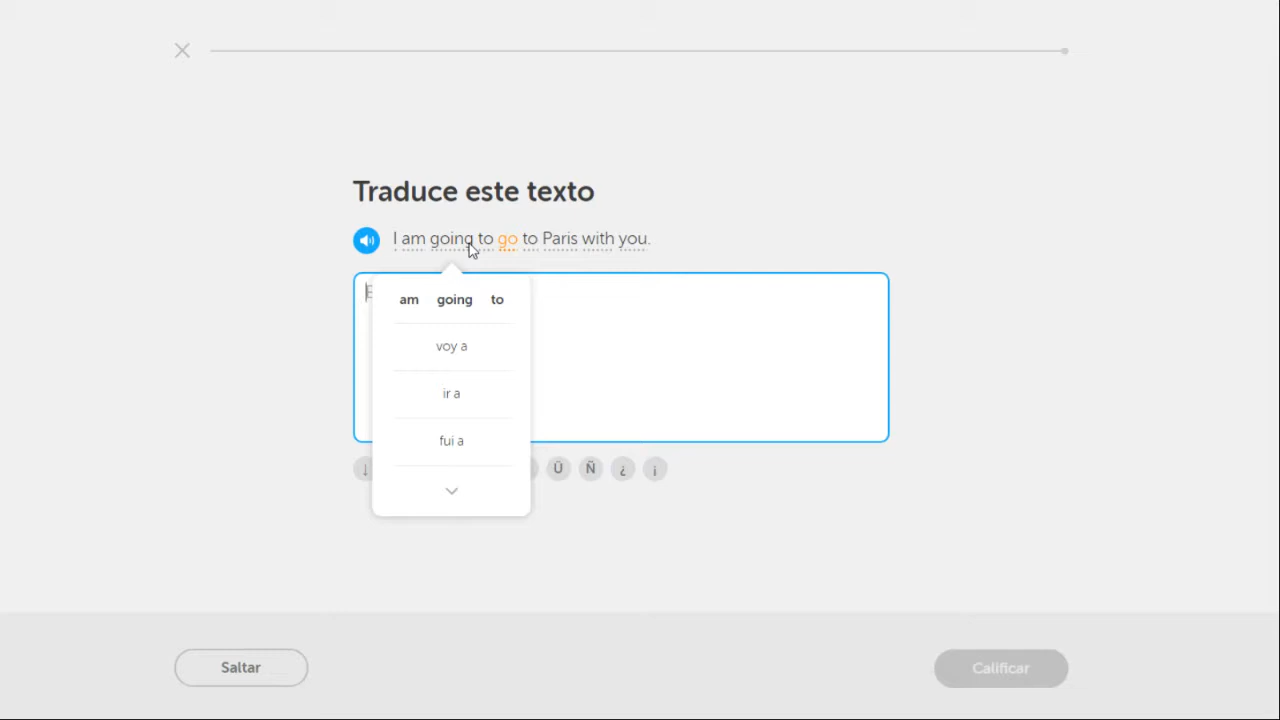 Traduce este texto
I am going to go to Paris with you.
am going to
voy a
ir a
fui a
↓ Ü Ñ ¿ ¡
Saltar
Calificar